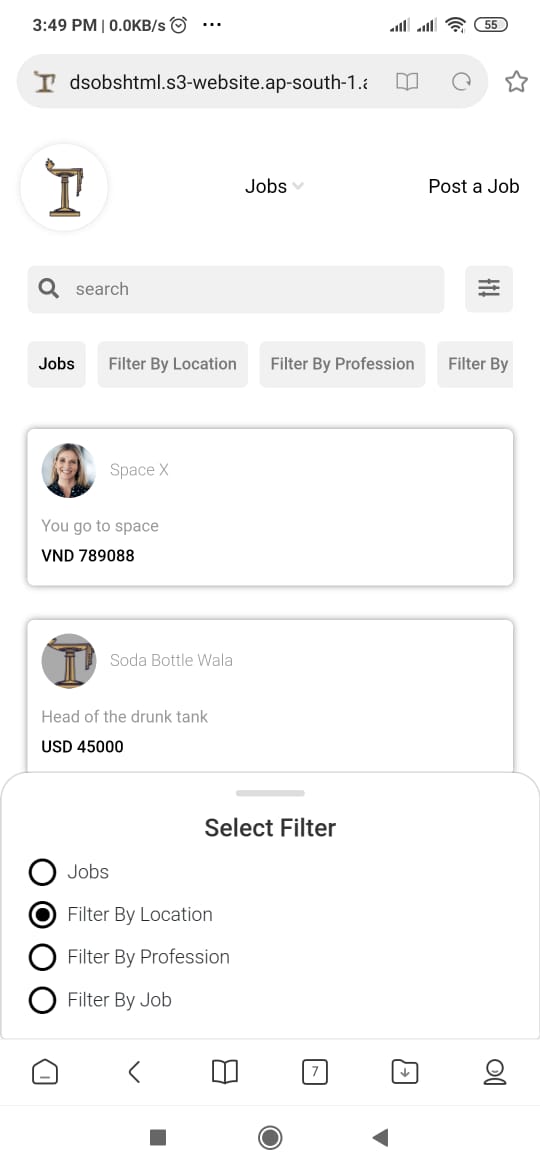 3:49 PM | 0.0KB/s ... 55
dsobshtml.s3-website.ap-south-1.a
Jobs Post a Job
search
Jobs Filter By Location Filter By Profession Filter By
Space X
You go to space
VND 789088
Soda Bottle Wala
Head of the drunk tank
USD 45000
Select Filter
Jobs
Filter By Location
Filter By Profession
Filter By Job
7